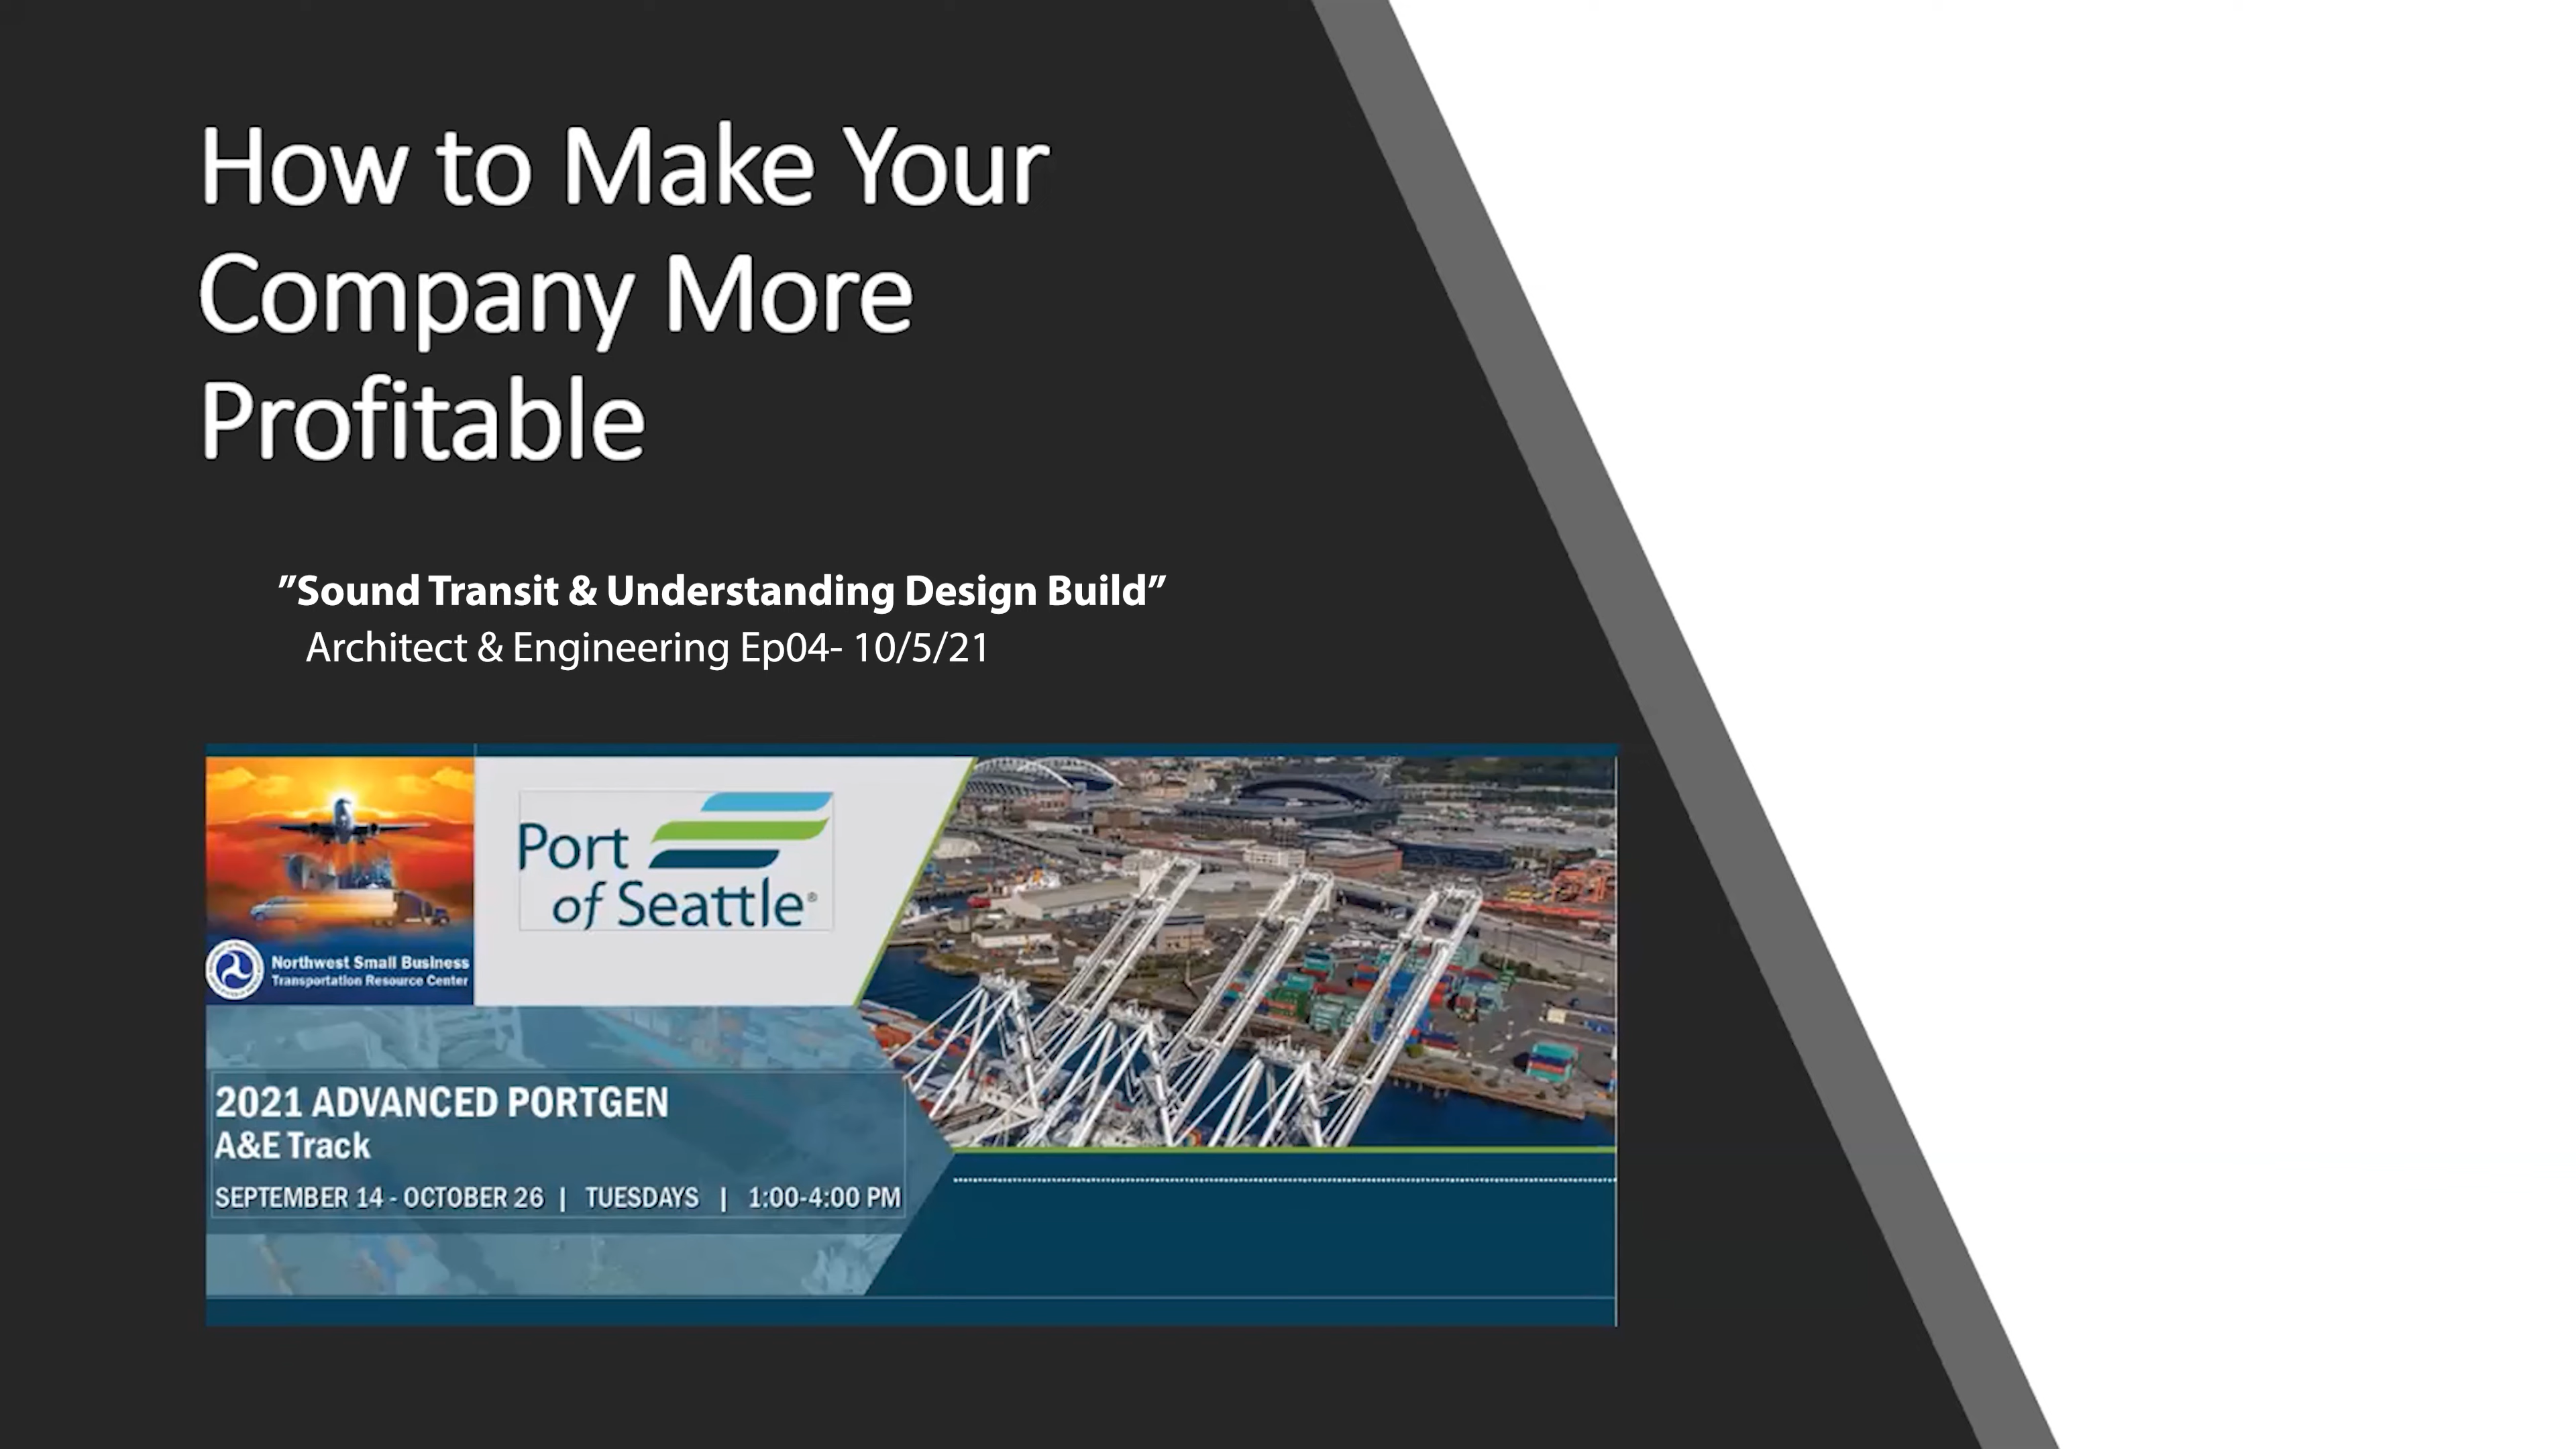 How to Make Your
Company More
Profitable
”Sound Transit & Understanding Design Build”
Architect & Engineering Ep04- 10/5/21
Port
of Seattle®
Northwest Small Business
Transportation Resource Center
2021 ADVANCED PORTGEN
A&E Track
SEPTEMBER 14 - OCTOBER 26 | TUESDAYS | 1:00-4:00 PM